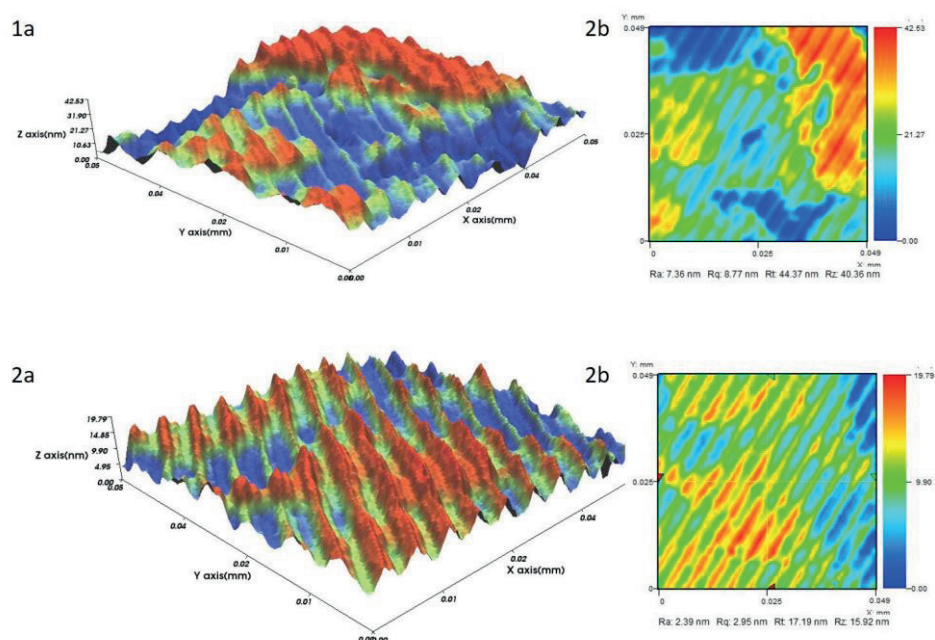 1a
42.53
31.90
Z axis(nm)
21.27
10.63
0.00
0.05
0.04
0.02
Y axis(mm)
0.01
0.05
0.04
0.02
X axis(mm)
0.01
2b
Y: mm
0.049
0.025
0
0
0.025
0.049
X: mm
42.53
21.27
0.00
Ra: 7.36 nm Rq: 8.77 nm Rt: 44.37 nm Rz: 40.36 nm
2a
19.79
14.85
Z axis(nm)
9.90
4.95
0.00
0.05
0.04
0.02
Y axis(mm)
0.01
0.05
0.04
0.02
X axis(mm)
0.01
2b
Y: mm
0.049
0.025
0
0
0.025
0.049
X: mm
19.79
9.90
0.00
Ra: 2.39 nm Rq: 2.95 nm Rt: 17.19 nm Rz: 15.92 nm